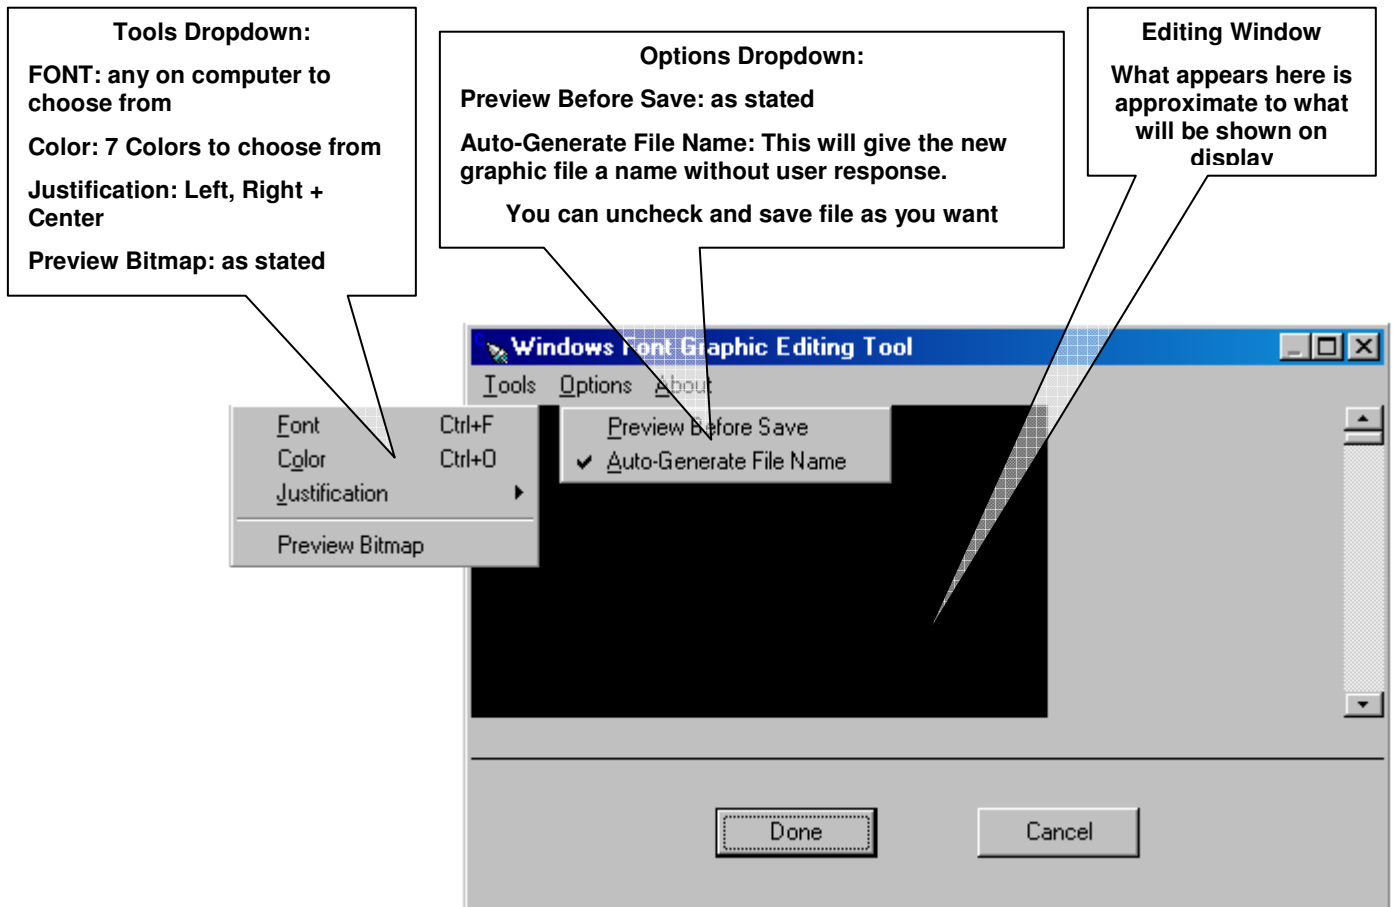 Tools Dropdown:
FONT: any on computer to
choose from
Color: 7 Colors to choose from
Justification: Left, Right +
Center
Preview Bitmap: as stated
Options Dropdown:
Preview Before Save: as stated
Auto-Generate File Name: This will give the new
graphic file a name without user response.
You can uncheck and save file as you want
Editing Window
What appears here is
approximate to what
will be shown on
display
Windows Font Graphic Editing Tool
Tools Options About
Font Ctrl+F
Color Ctrl+O
Justification
Preview Bitmap
Preview Before Save
Auto-Generate File Name
Done Cancel